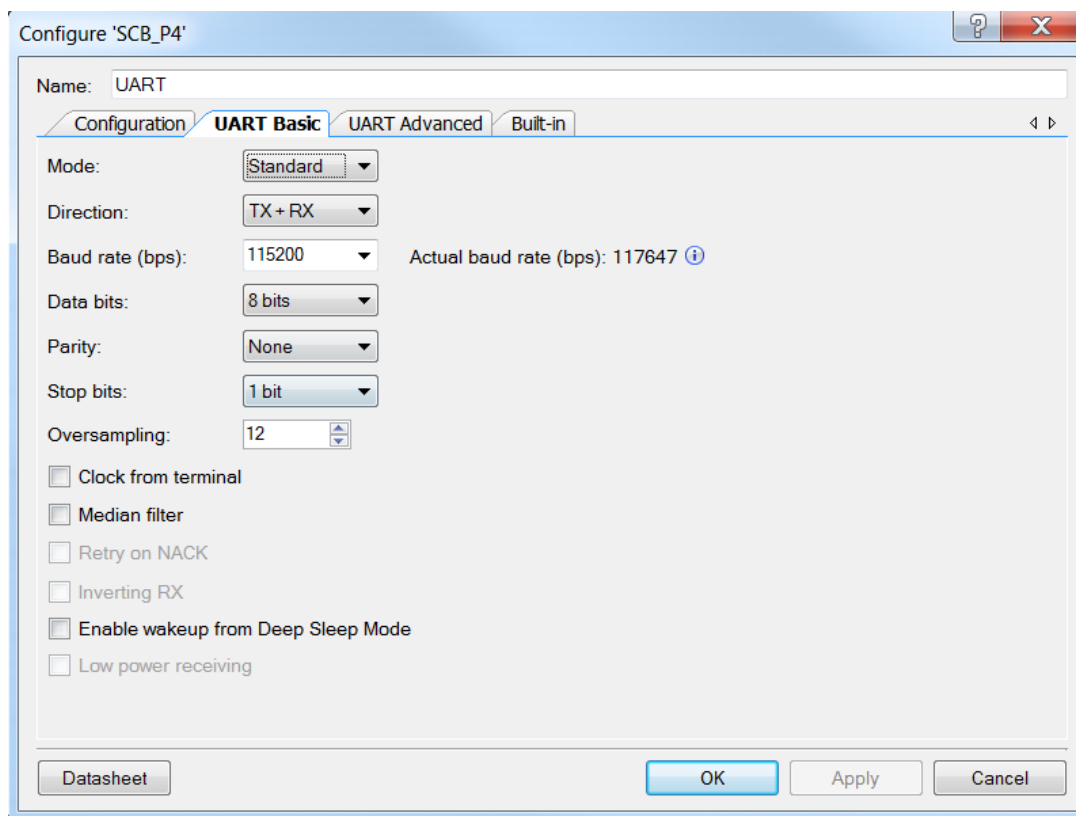 Configure 'SCB_P4'
Name: UART
Configuration UART Basic UART Advanced Built-in
Mode: Standard
Direction: TX + RX
Baud rate (bps): 115200 Actual baud rate (bps): 117647
Data bits: 8 bits
Parity: None
Stop bits: 1 bit
Oversampling: 12
Clock from terminal
Median filter
Retry on NACK
Inverting RX
Enable wakeup from Deep Sleep Mode
Low power receiving
Datasheet OK Apply Cancel